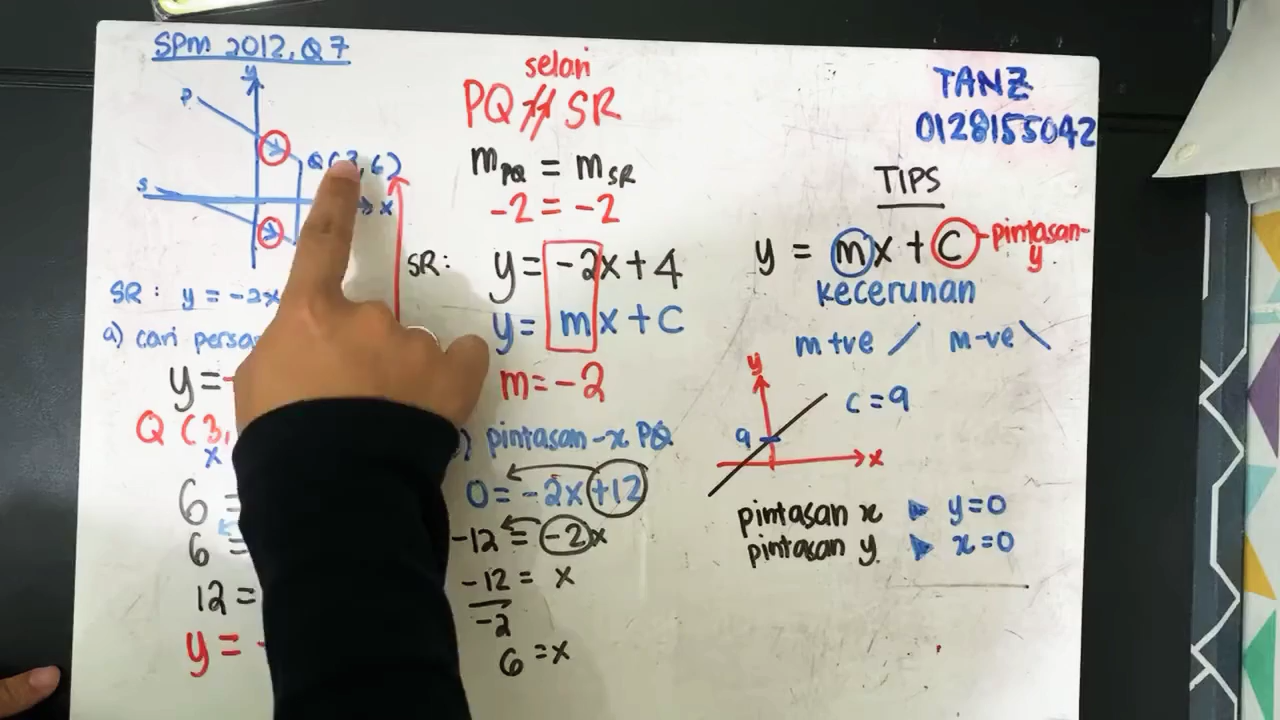 SPM 2012, Q7
y
P
Q(3,6)
S
x
SR: y = -2x
a) cari
y =
Q (3,
x
6 =
6 =
12 =
y = -
selari
PQ // SR
mPQ = mSR
-2 = -2
SR: y = -2x + 4
y = mx + C
m = -2
) pintasan-x PQ
0 = -2x +12
-12 = -2x
-12 = x
-2
6 = x
TANZ
0128155042
TIPS
y = mx + C - pintasan-
y
kecerunan
m +ve / m -ve \
y
c = 9
9
x
pintasan x ▶ y=0
pintasan y. ▶ x=0